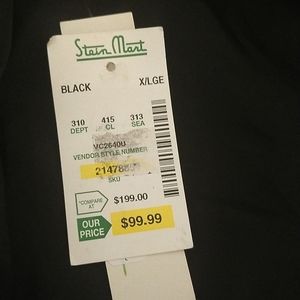 Stein Mart
BLACK X/LGE
310 415 313
DEPT CL SEA
VC2640U
VENDOR STYLE NUMBER
SKU
*COMPARE AT $199.00
OUR PRICE $99.99